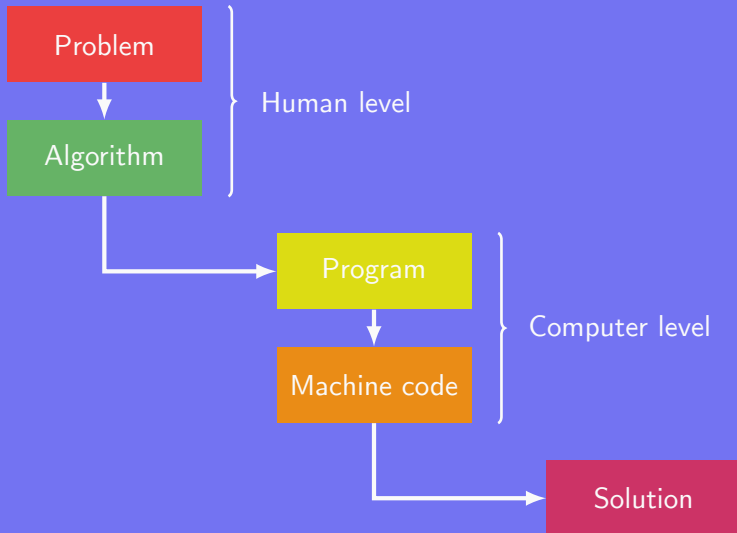 Problem
Human level
Algorithm
Program
Computer level
Machine code
Solution